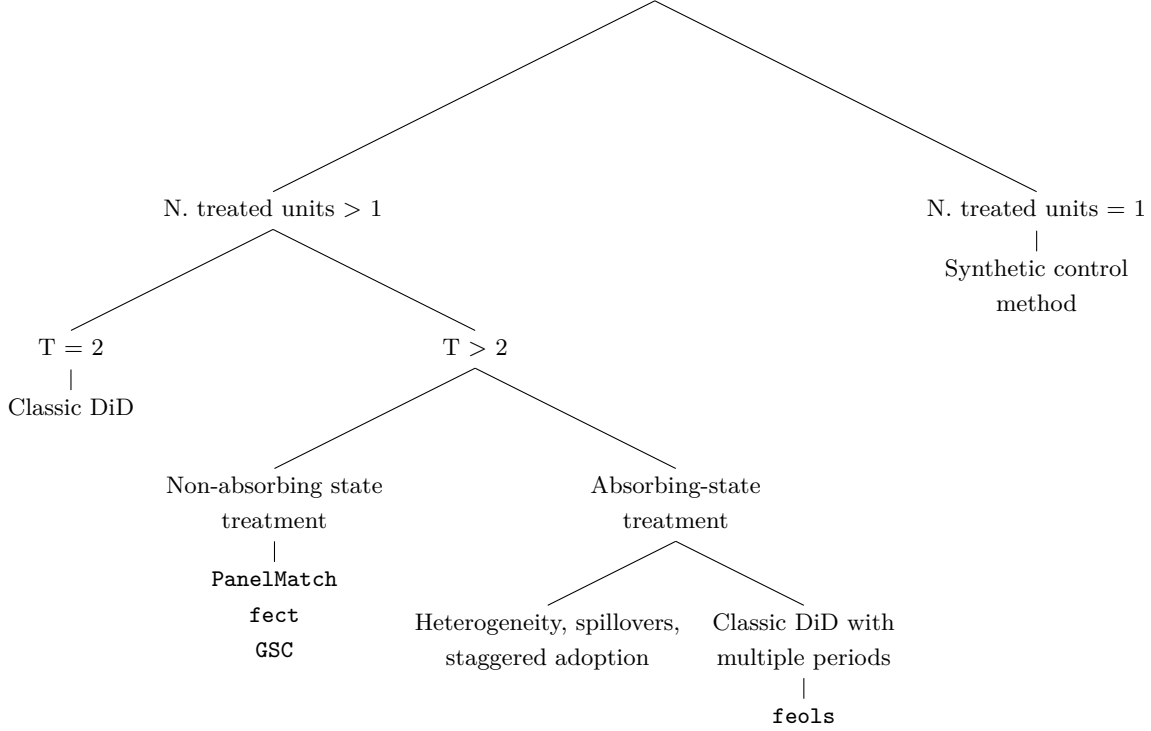 N. treated units > 1
N. treated units = 1
Synthetic control
method
T = 2
Classic DiD
T > 2
Non-absorbing state
treatment
PanelMatch
fect
GSC
Absorbing-state
treatment
Heterogeneity, spillovers,
staggered adoption
Classic DiD with
multiple periods
feols